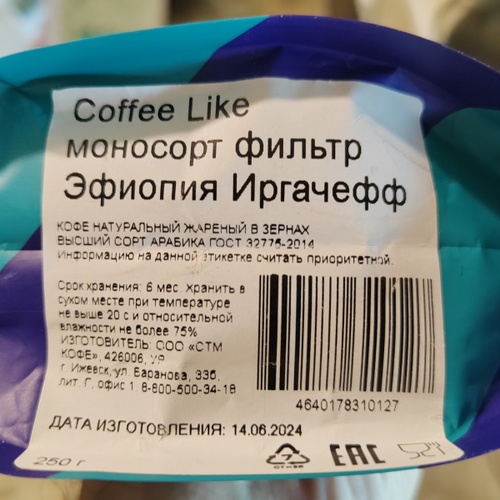 Coffee Like
моносорт фильтр
Эфиопия Иргачефф
КОФЕ НАТУРАЛЬНЫЙ ЖАРЕНЫЙ В ЗЕРНАХ
ВЫСШИЙ СОРТ АРАБИКА ГОСТ 32775-2014
Информацию на данной этикетке считать приоритетной.
Срок хранения: 6 мес. Хранить в
сухом месте при температуре
не выше 20 с и относительной
влажности не более 75%
ИЗГОТОВИТЕЛЬ: ООО «СТМ
КОФЕ», 426006, УР
г. Ижевск, ул. Баранова, 33б,
лит. Г, офис 1. 8-800-500-34-18
4640178310127
ДАТА ИЗГОТОВЛЕНИЯ: 14.06.2024
250 г
7
EAC